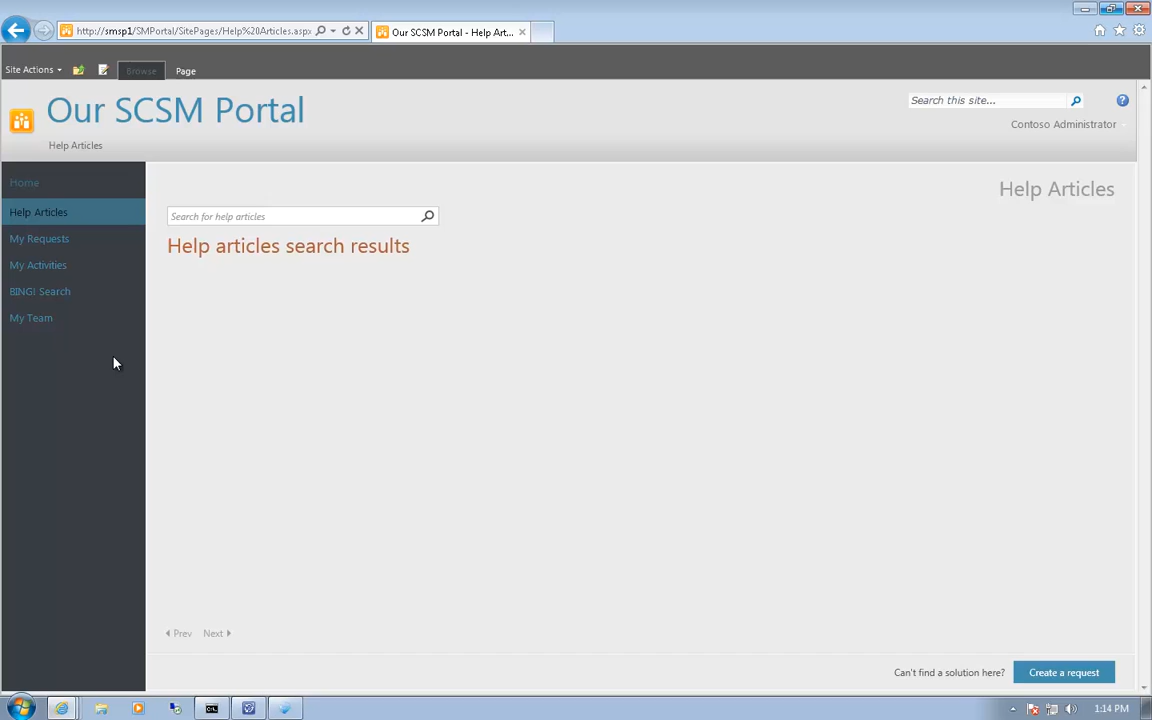 http://smsp1/SMPortal/SitePages/Help%20Articles.aspx
Our SCSM Portal - Help Art...
Site Actions
Browse
Page
Our SCSM Portal
Search this site...
Contoso Administrator
Help Articles
Home
Help Articles
Help Articles
Search for help articles
My Requests
Help articles search results
My Activities
BING! Search
My Team
Prev
Next
Can't find a solution here?
Create a request
C:\.
1:14 PM